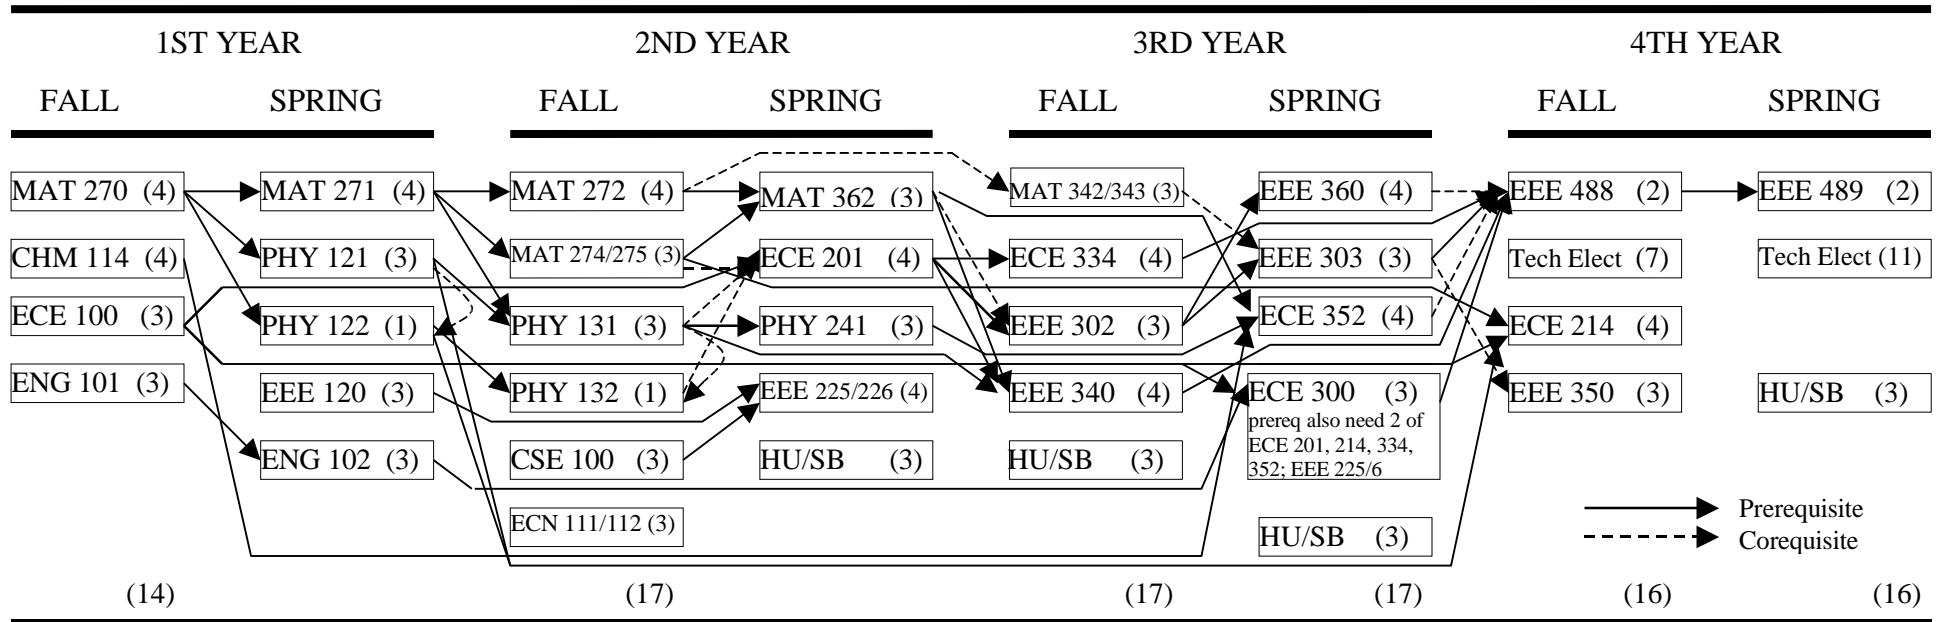 1ST YEAR 2ND YEAR 3RD YEAR 4TH YEAR
FALL SPRING FALL SPRING FALL SPRING FALL SPRING
MAT 270 (4) MAT 271 (4) MAT 272 (4) MAT 362 (3) MAT 342/343 (3) EEE 360 (4) EEE 488 (2) EEE 489 (2)
CHM 114 (4) PHY 121 (3) MAT 274/275 (3) ECE 201 (4) ECE 334 (4) EEE 303 (3) Tech Elect (7) Tech Elect (11)
ECE 100 (3) PHY 122 (1) PHY 131 (3) PHY 241 (3) EEE 302 (3) ECE 352 (4) ECE 214 (4)
ENG 101 (3) EEE 120 (3) PHY 132 (1) EEE 225/226 (4) EEE 340 (4) ECE 300 (3) EEE 350 (3) HU/SB (3)
prereq also need 2 of
ECE 201, 214, 334,
352; EEE 225/6
ENG 102 (3) CSE 100 (3) HU/SB (3) HU/SB (3)
ECN 111/112 (3) HU/SB (3)
Prerequisite
Corequisite
(14) (17) (17) (17) (16) (16)